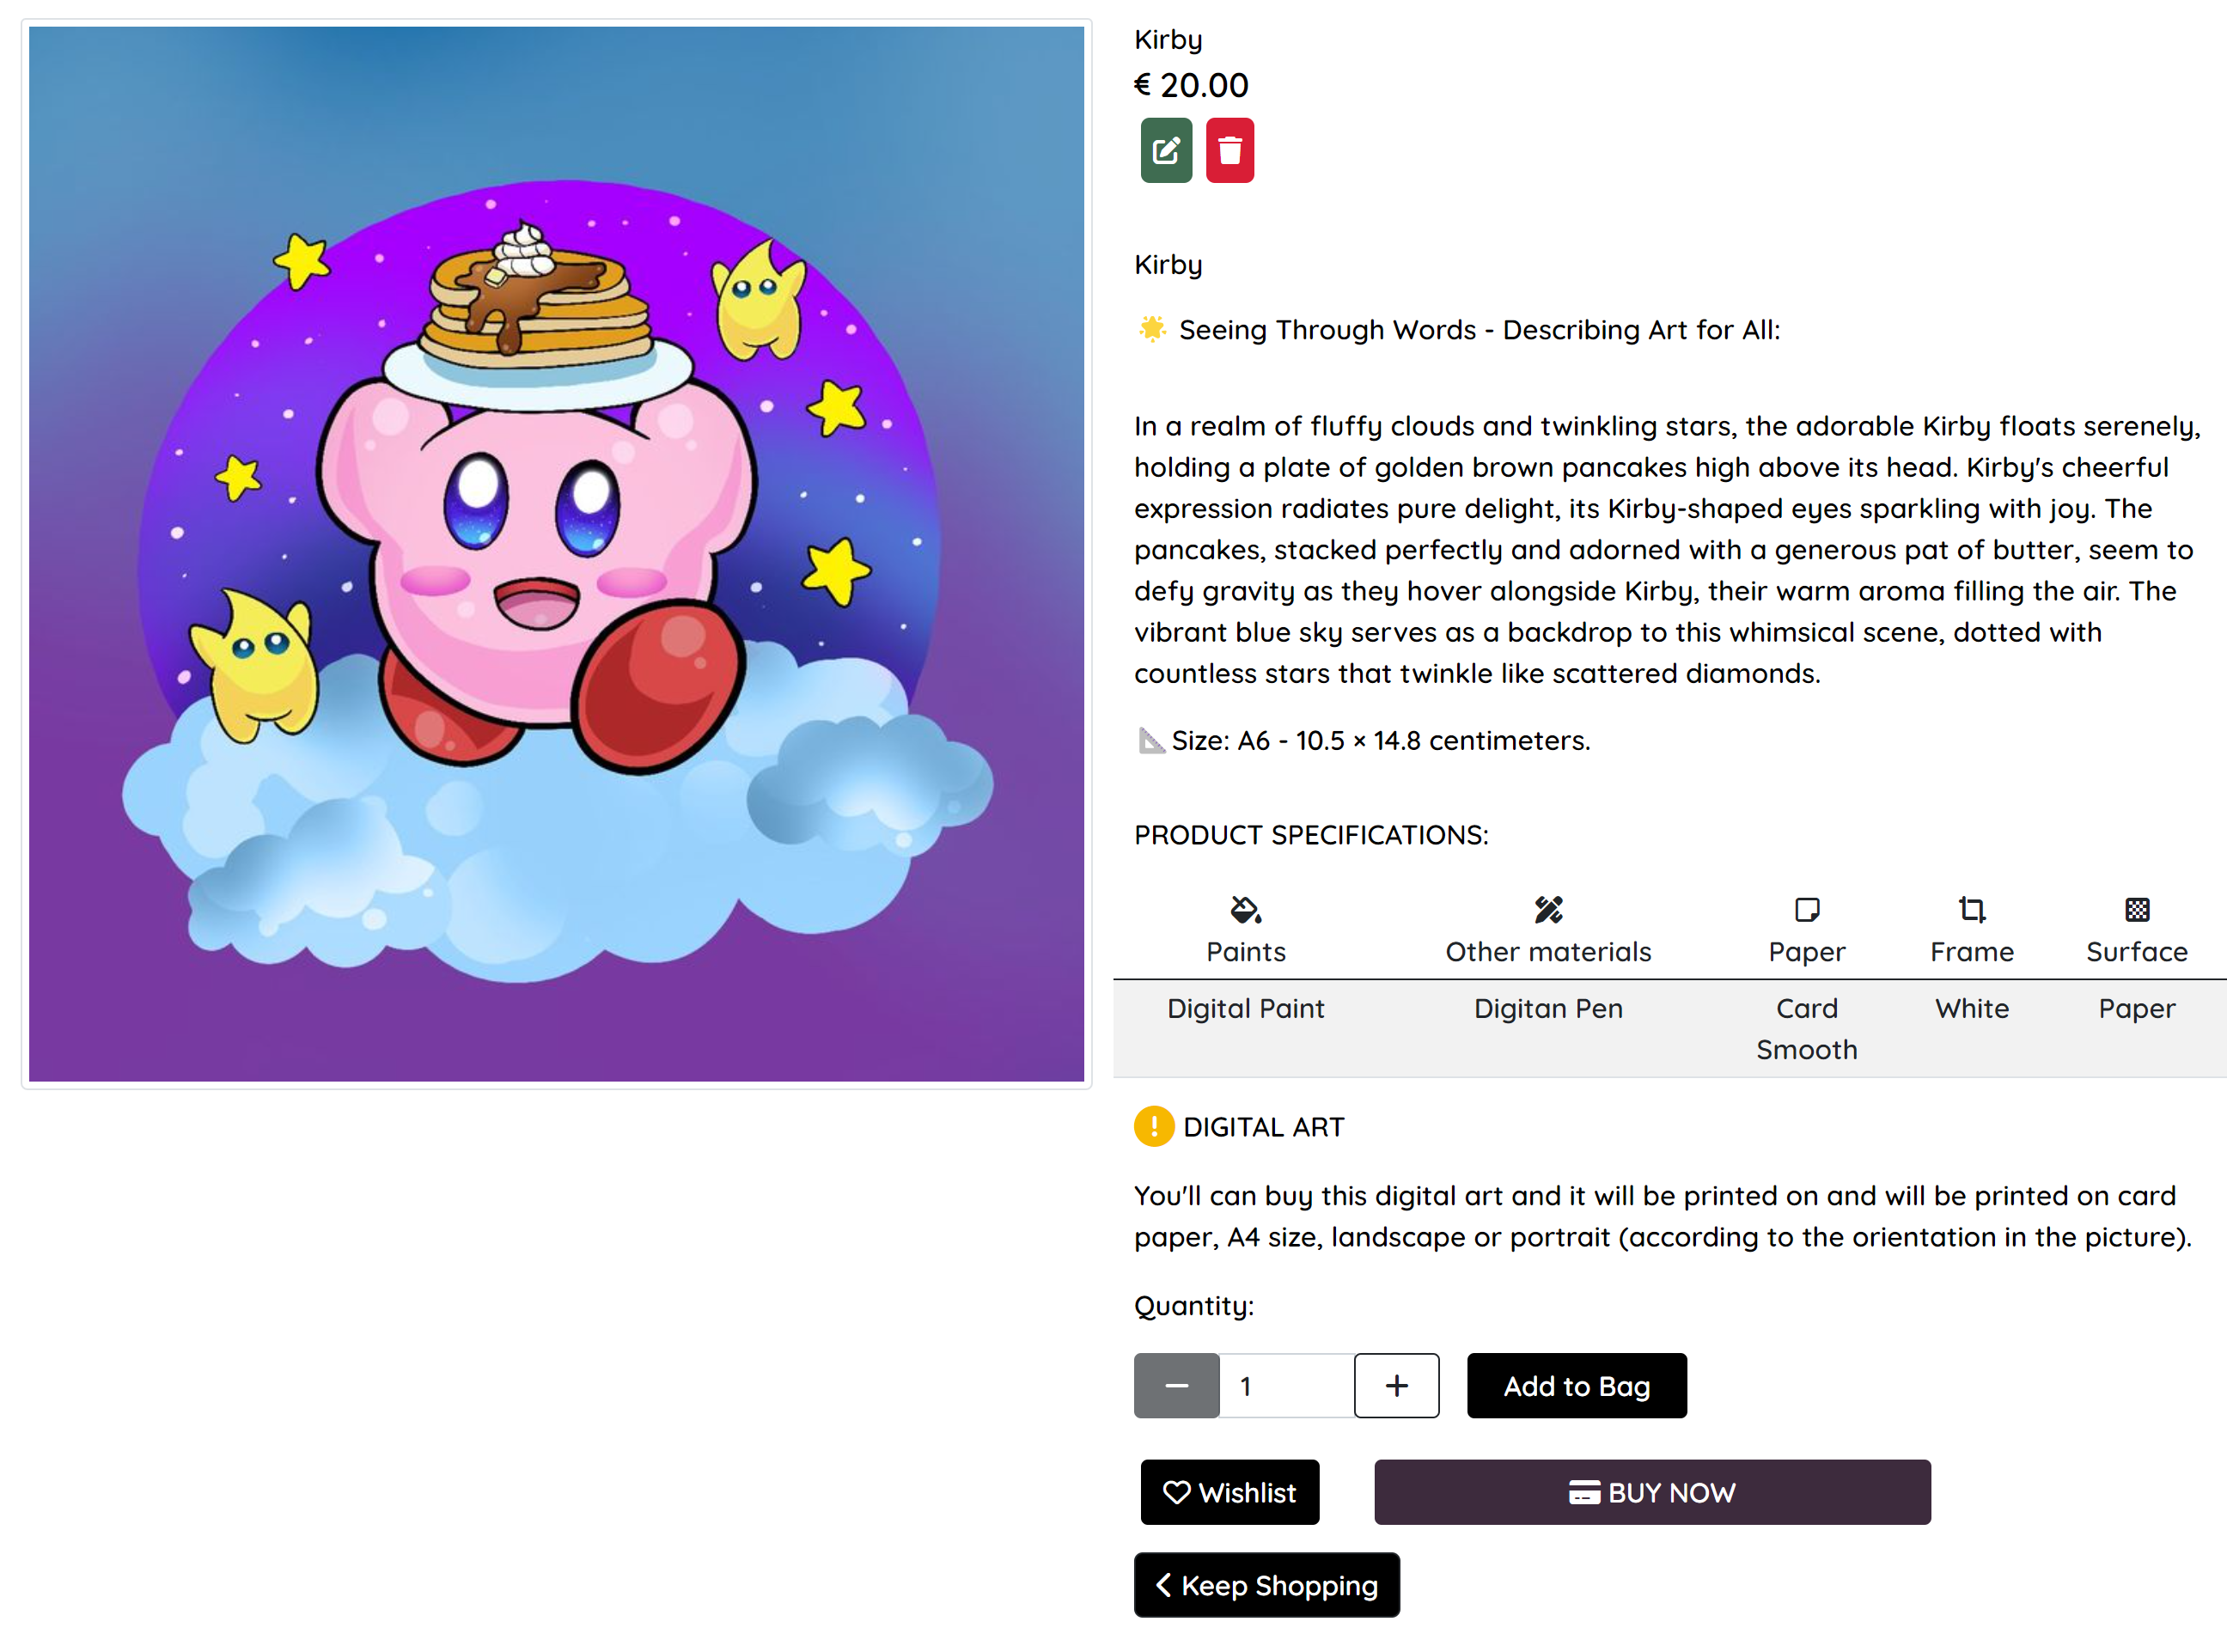 Kirby
€ 20.00
Kirby
🌟 Seeing Through Words - Describing Art for All:
In a realm of fluffy clouds and twinkling stars, the adorable Kirby floats serenely,
holding a plate of golden brown pancakes high above its head. Kirby's cheerful
expression radiates pure delight, its Kirby-shaped eyes sparkling with joy. The
pancakes, stacked perfectly and adorned with a generous pat of butter, seem to
defy gravity as they hover alongside Kirby, their warm aroma filling the air. The
vibrant blue sky serves as a backdrop to this whimsical scene, dotted with
countless stars that twinkle like scattered diamonds.
📐 Size: A6 - 10.5 × 14.8 centimeters.
PRODUCT SPECIFICATIONS:
Paints Other materials Paper Frame Surface
Digital Paint Digitan Pen Card White Paper
Smooth
DIGITAL ART
You'll can buy this digital art and it will be printed on and will be printed on card
paper, A4 size, landscape or portrait (according to the orientation in the picture).
Quantity:
1 Add to Bag
Wishlist BUY NOW
Keep Shopping